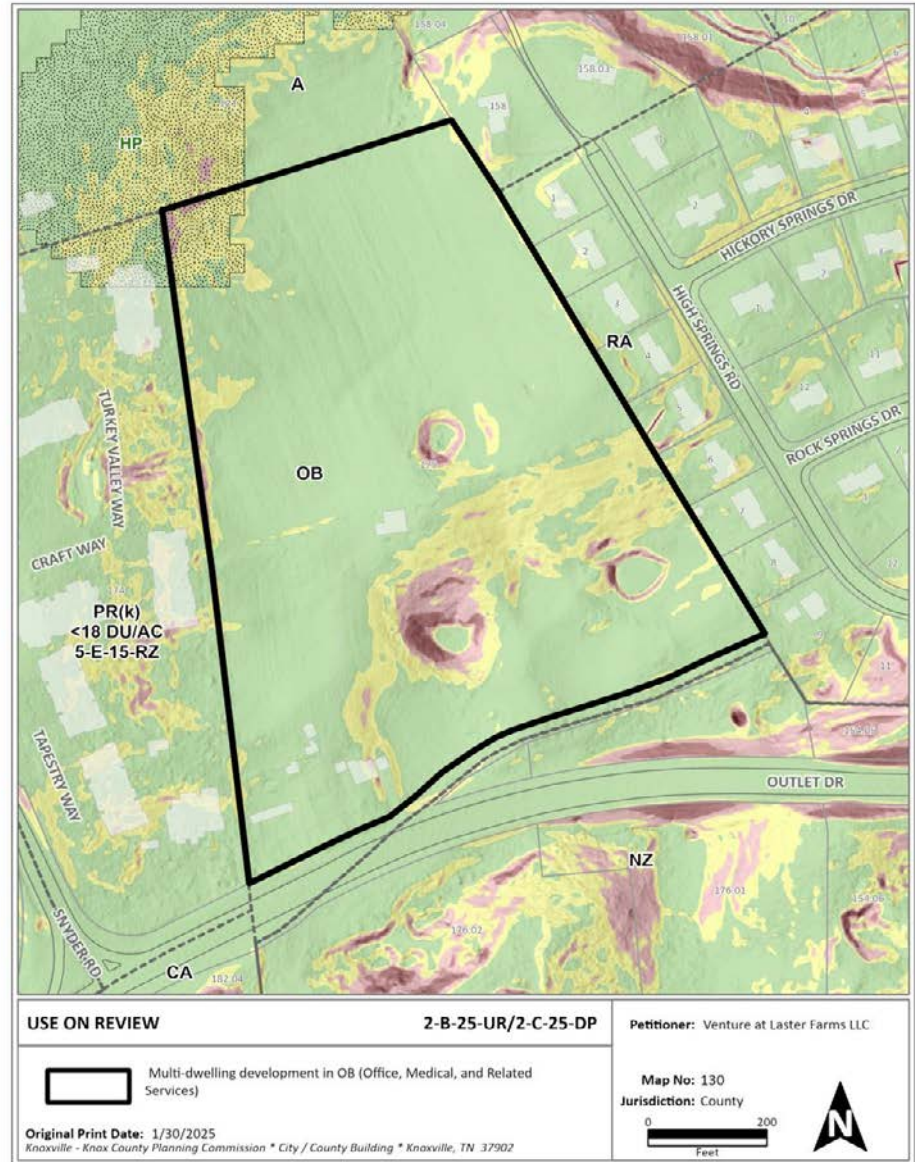 158.04
158.01
10
A
158.03
158
HP
HICKORY SPRINGS DR
HIGH SPRINGS RD
RA
ROCK SPRINGS DR
TURKEY VALLEY WAY
OB
CRAFT WAY
174
PR(k)
<18 DU/AC
5-E-15-RZ
TAPESTRY WAY
OUTLET DR
NZ
176.01
176.02
SNYDER RD
CA
182.04
USE ON REVIEW
2-B-25-UR/2-C-25-DP
Multi-dwelling development in OB (Office, Medical, and Related
Services)
Original Print Date: 1/30/2025
Knoxville - Knox County Planning Commission * City / County Building * Knoxville, TN 37902
Petitioner: Venture at Laster Farms LLC
Map No: 130
Jurisdiction: County
0
200
Feet
N